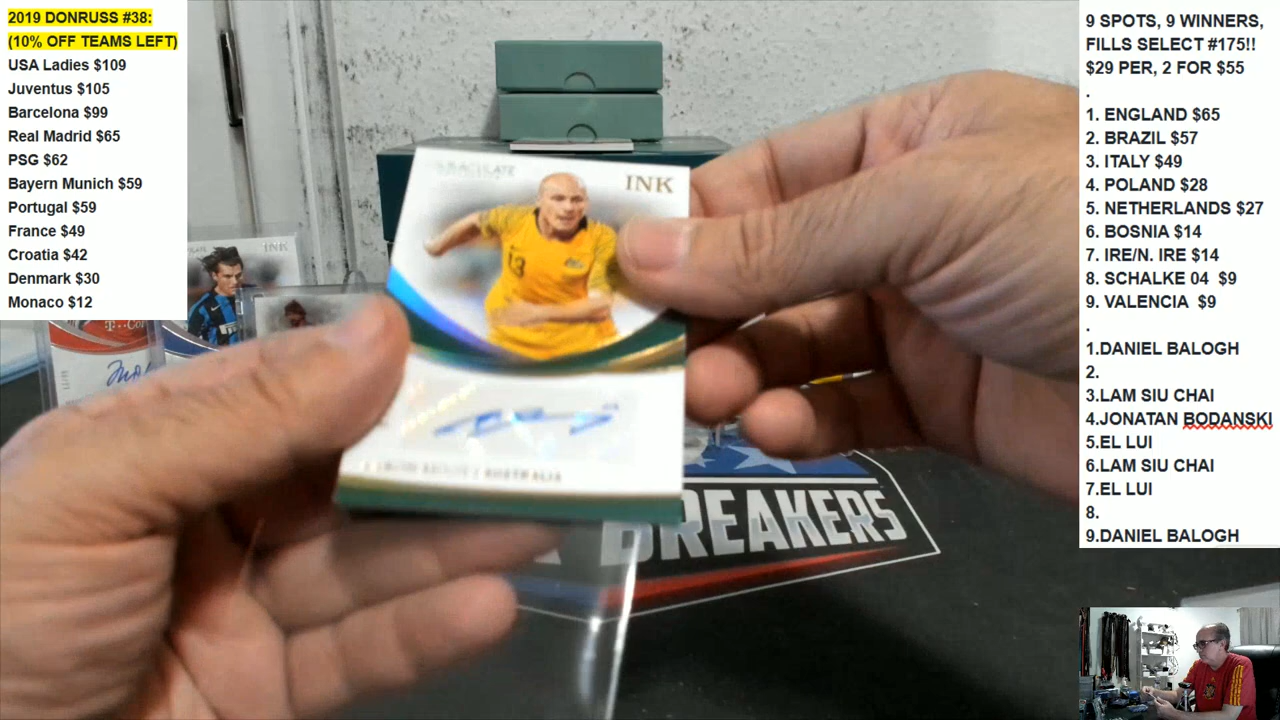 2019 DONRUSS #38:
(10% OFF TEAMS LEFT)
USA Ladies $109
Juventus $105
Barcelona $99
Real Madrid $65
PSG $62
Bayern Munich $59
Portugal $59
France $49
Croatia $42
Denmark $30
Monaco $12
9 SPOTS, 9 WINNERS,
FILLS SELECT #175!!
$29 PER, 2 FOR $55
.
1. ENGLAND $65
2. BRAZIL $57
3. ITALY $49
4. POLAND $28
5. NETHERLANDS $27
6. BOSNIA $14
7. IRE/N. IRE $14
8. SCHALKE 04 $9
9. VALENCIA $9
.
1.DANIEL BALOGH
2.
3.LAM SIU CHAI
4.JONATAN BODANSKI
5.EL LUI
6.LAM SIU CHAI
7.EL LUI
8.
9.DANIEL BALOGH
IMMACULATE
INK
13
AUSTRALIA
INK
BREAKERS